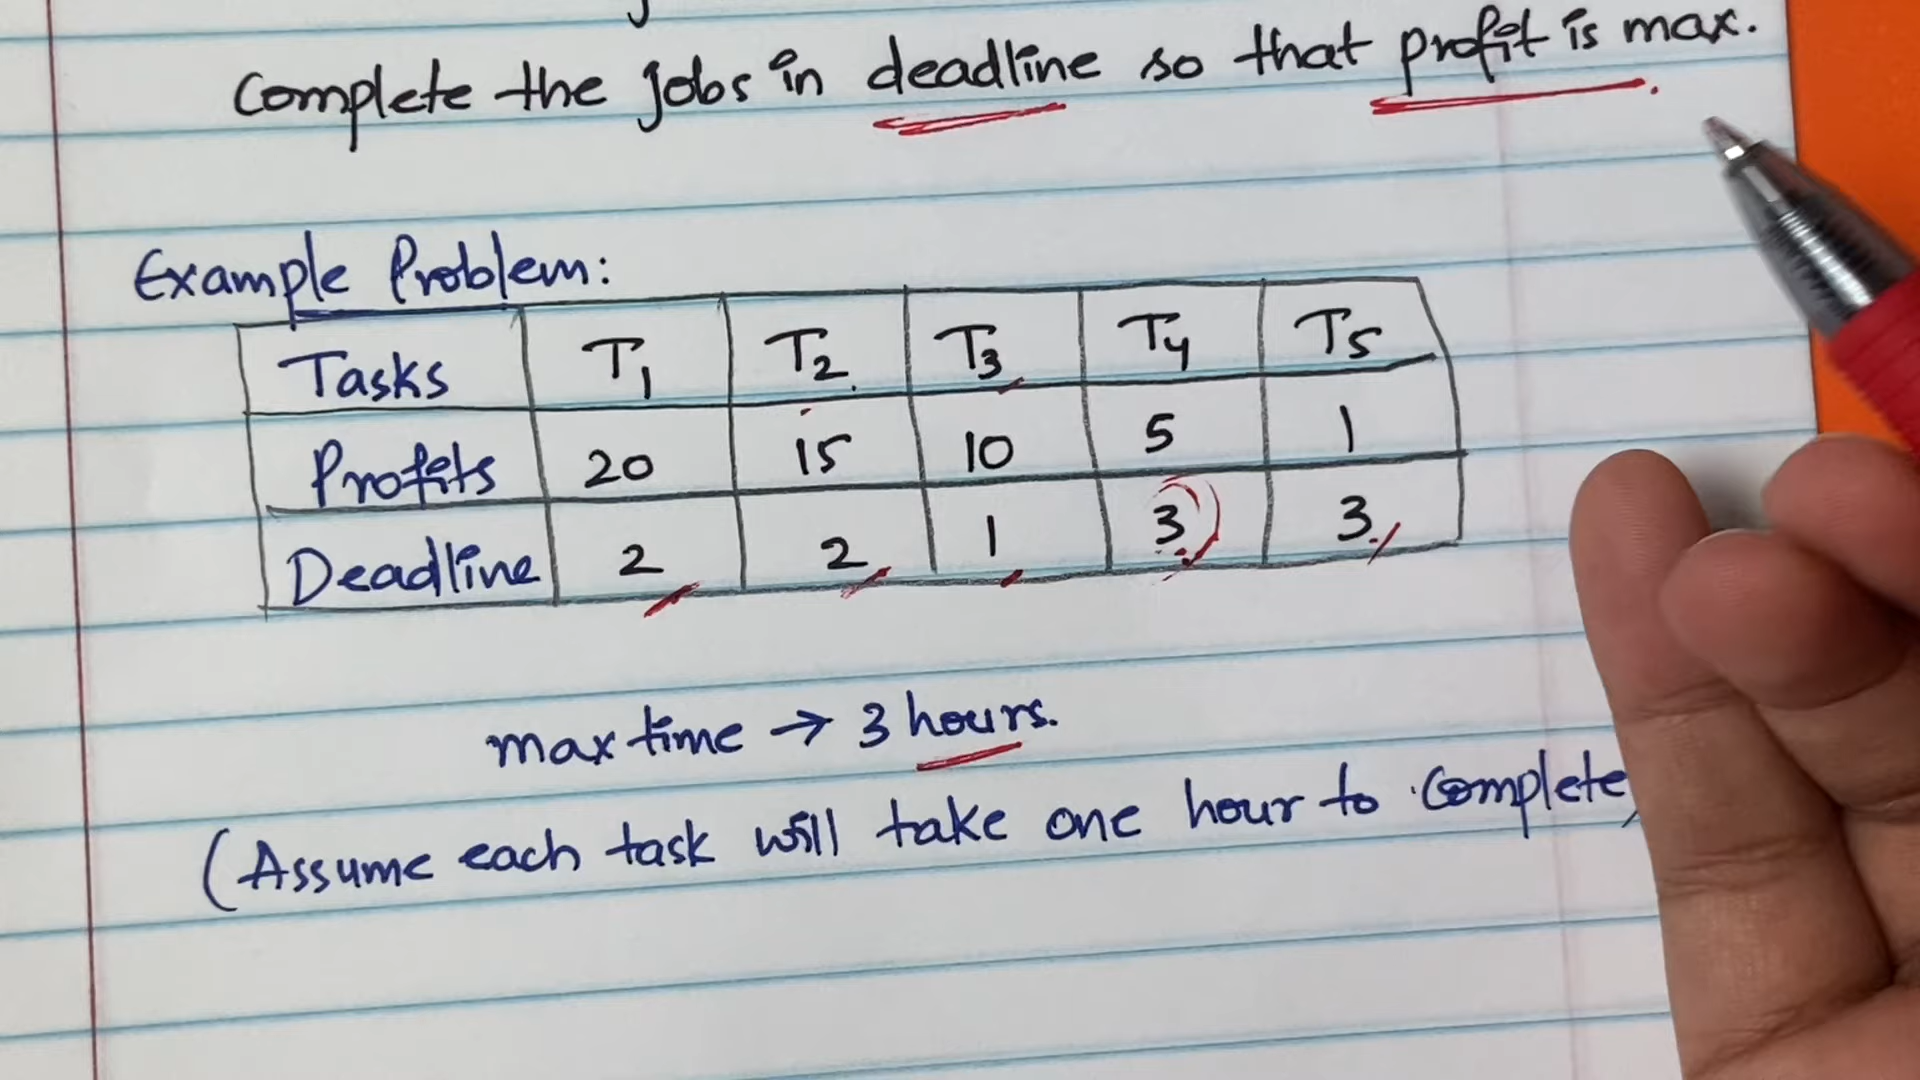 Complete the jobs in deadline so that profit is max.
Example Problem:
Tasks T1 T2 T3 T4 T5
Profits 20 15 10 5 1
Deadline 2 2 1 3 3
max time → 3 hours.
(Assume each task will take one hour to complete)